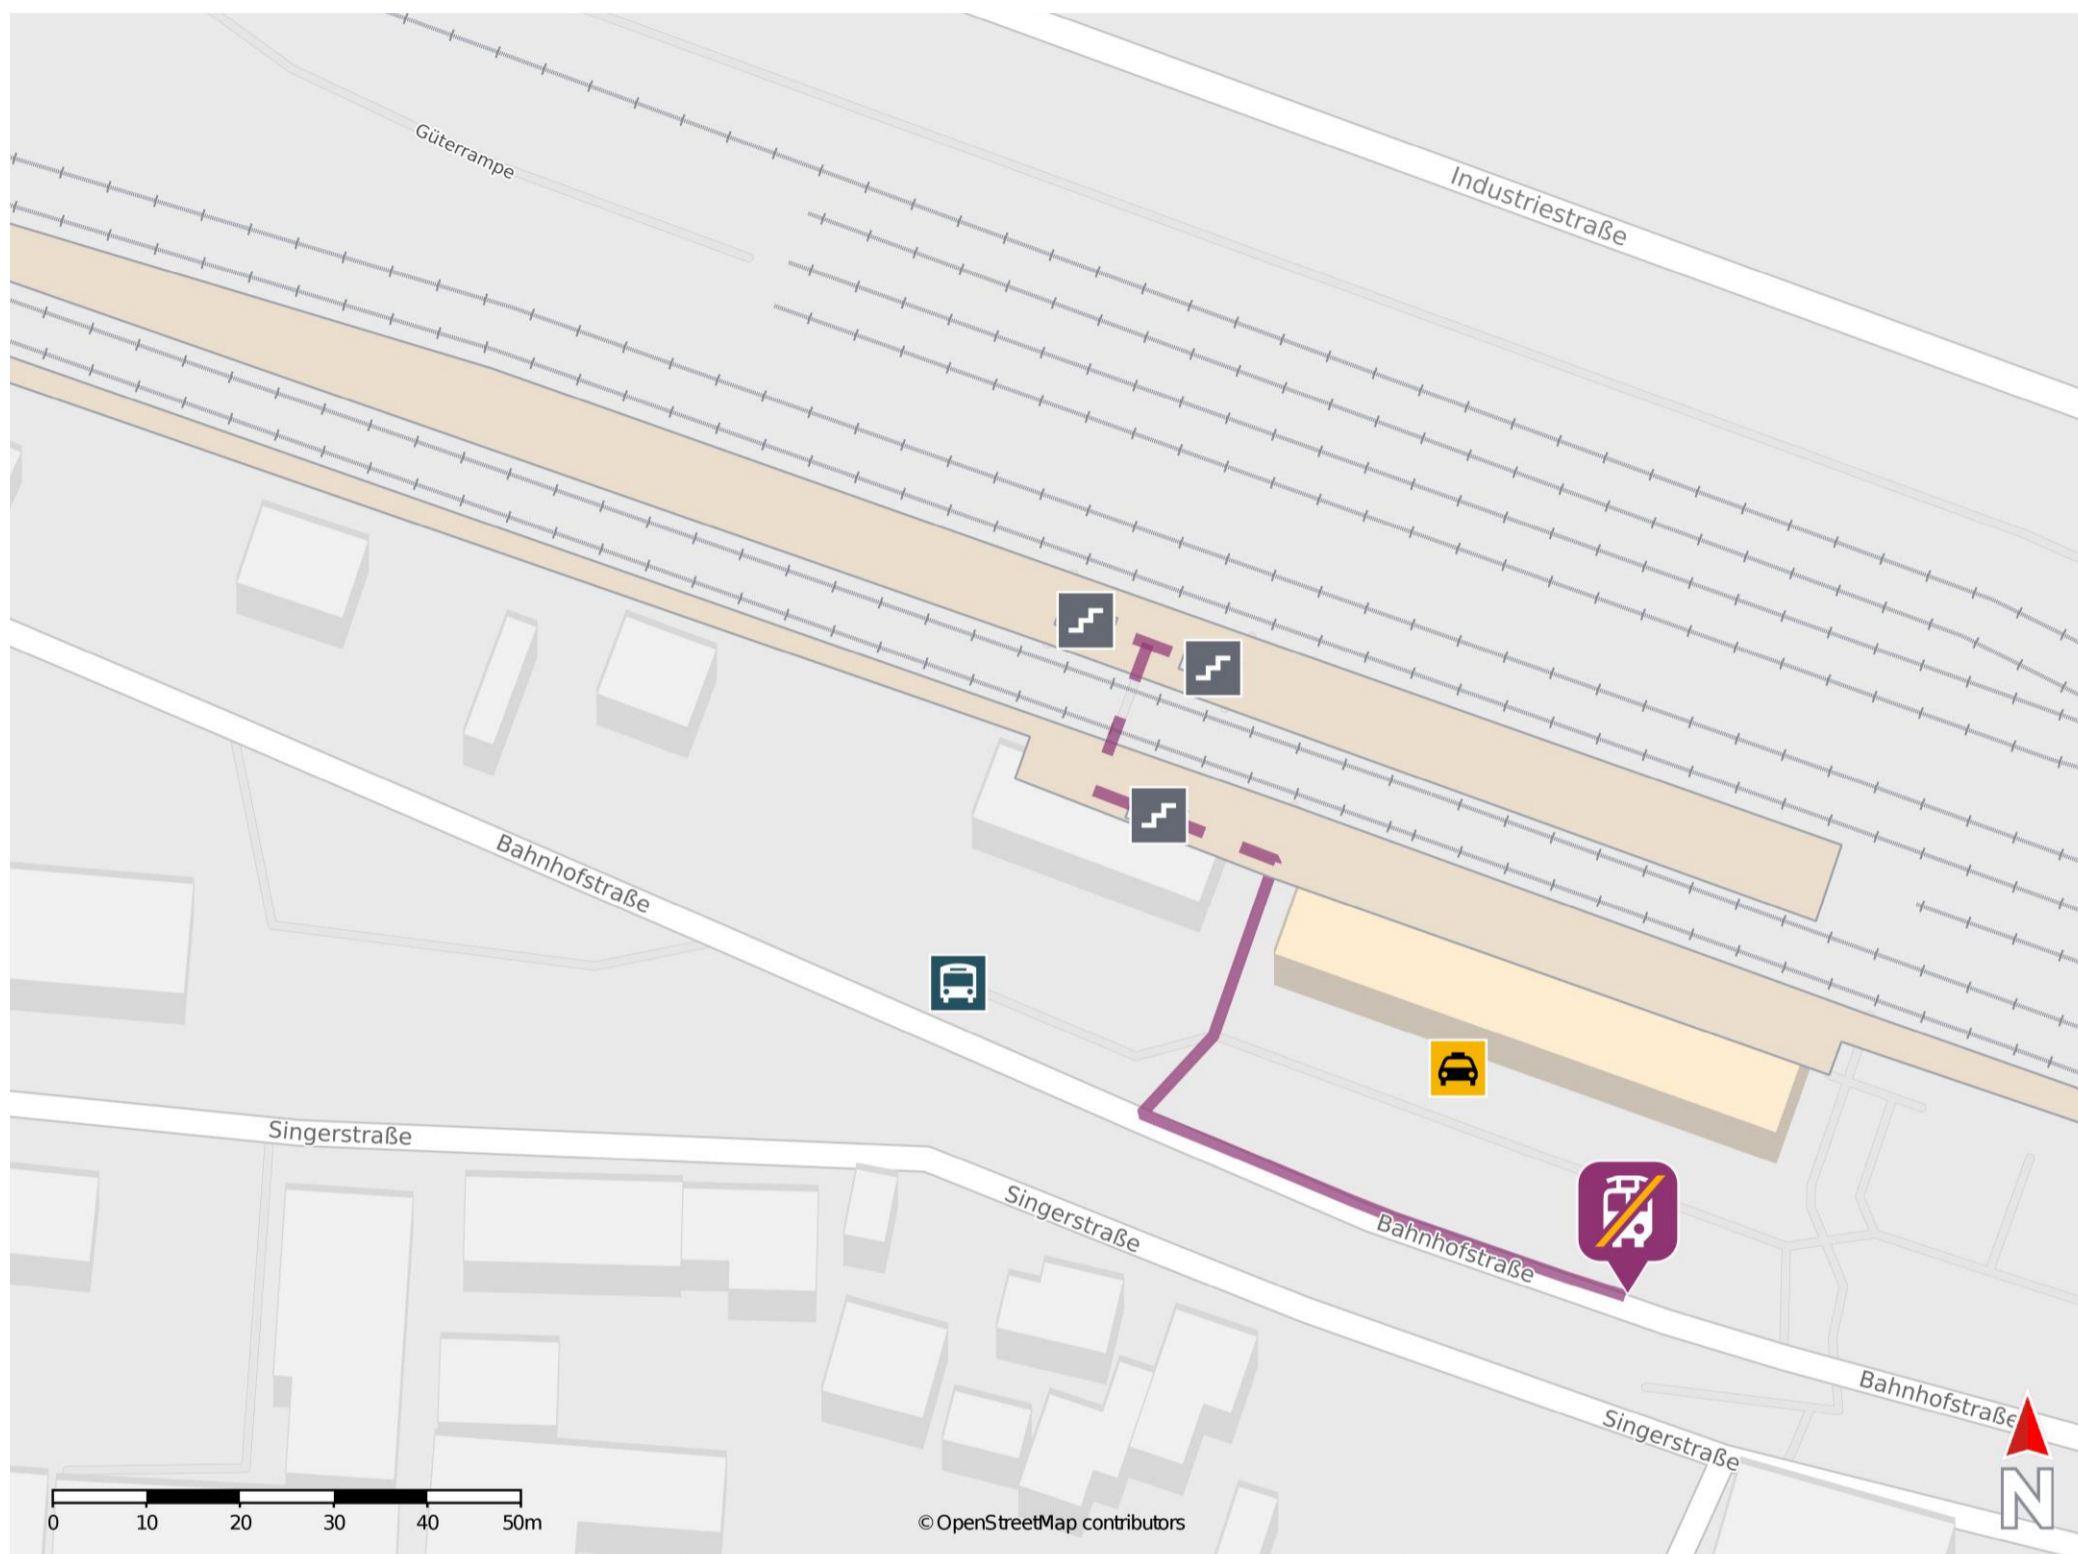 Industriestraße
Güterrampe
Bahnhofstraße
Singerstraße
Singerstraße
Bahnhofstraße
Bahnhofstraße
Singerstraße
N
0 10 20 30 40 50m
© OpenStreetMap contributors